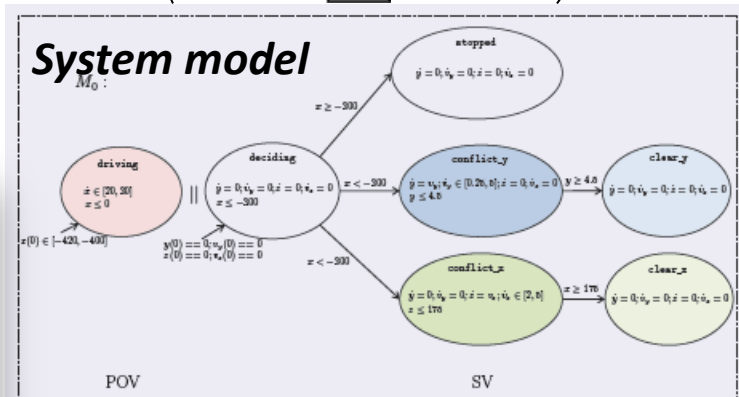 System model
M₀ :
stopped
ẏ = 0; v̇ᵧ = 0; ż = 0; v̇_z = 0
x ≥ −300
driving
ẋ ∈ [20, 30]
x ≤ 0
x(0) ∈ [−420, −400]
||
deciding
ẏ = 0; v̇ᵧ = 0; ż = 0; v̇_z = 0
x ≤ −300
y(0) == 0; vᵧ(0) == 0
z(0) == 0; v_z(0) == 0
x < −300
conflict_y
ẏ = vᵧ; v̇ᵧ ∈ [0.25, 5]; ż = 0; v̇_z = 0
y ≤ 4.5
y ≥ 4.5
clear_y
ẏ = 0; v̇ᵧ = 0; ż = 0; v̇_z = 0
x < −300
conflict_z
ẏ = 0; v̇ᵧ = 0; ż = v_z; v̇_z ∈ [2, 5]
z ≤ 175
z ≥ 175
clear_z
ẏ = 0; v̇ᵧ = 0; ż = 0; v̇_z = 0
POV
SV